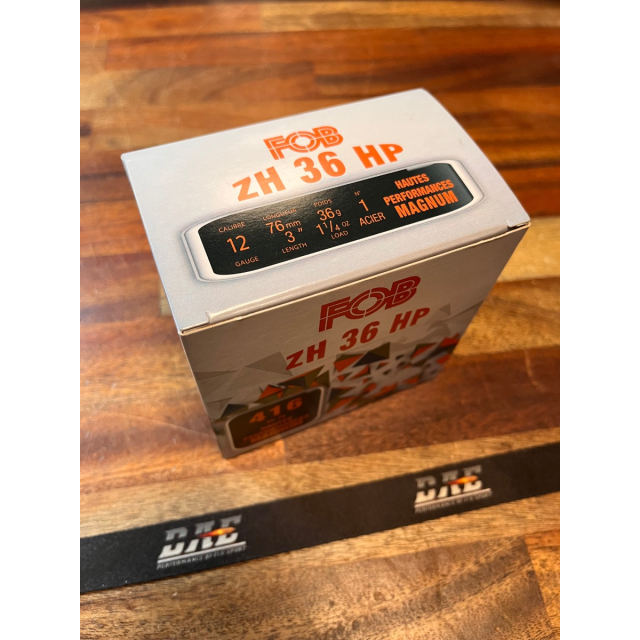 FOB
ZH 36 HP
CALIBRE 12 GAUGE
LONGUEUR 76mm 3" LENGTH
POIDS 36g 1 1/4 oz LOAD
N° 1 ACIER
HAUTES
PERFORMANCES
MAGNUM
FOB
ZH 36 HP
416